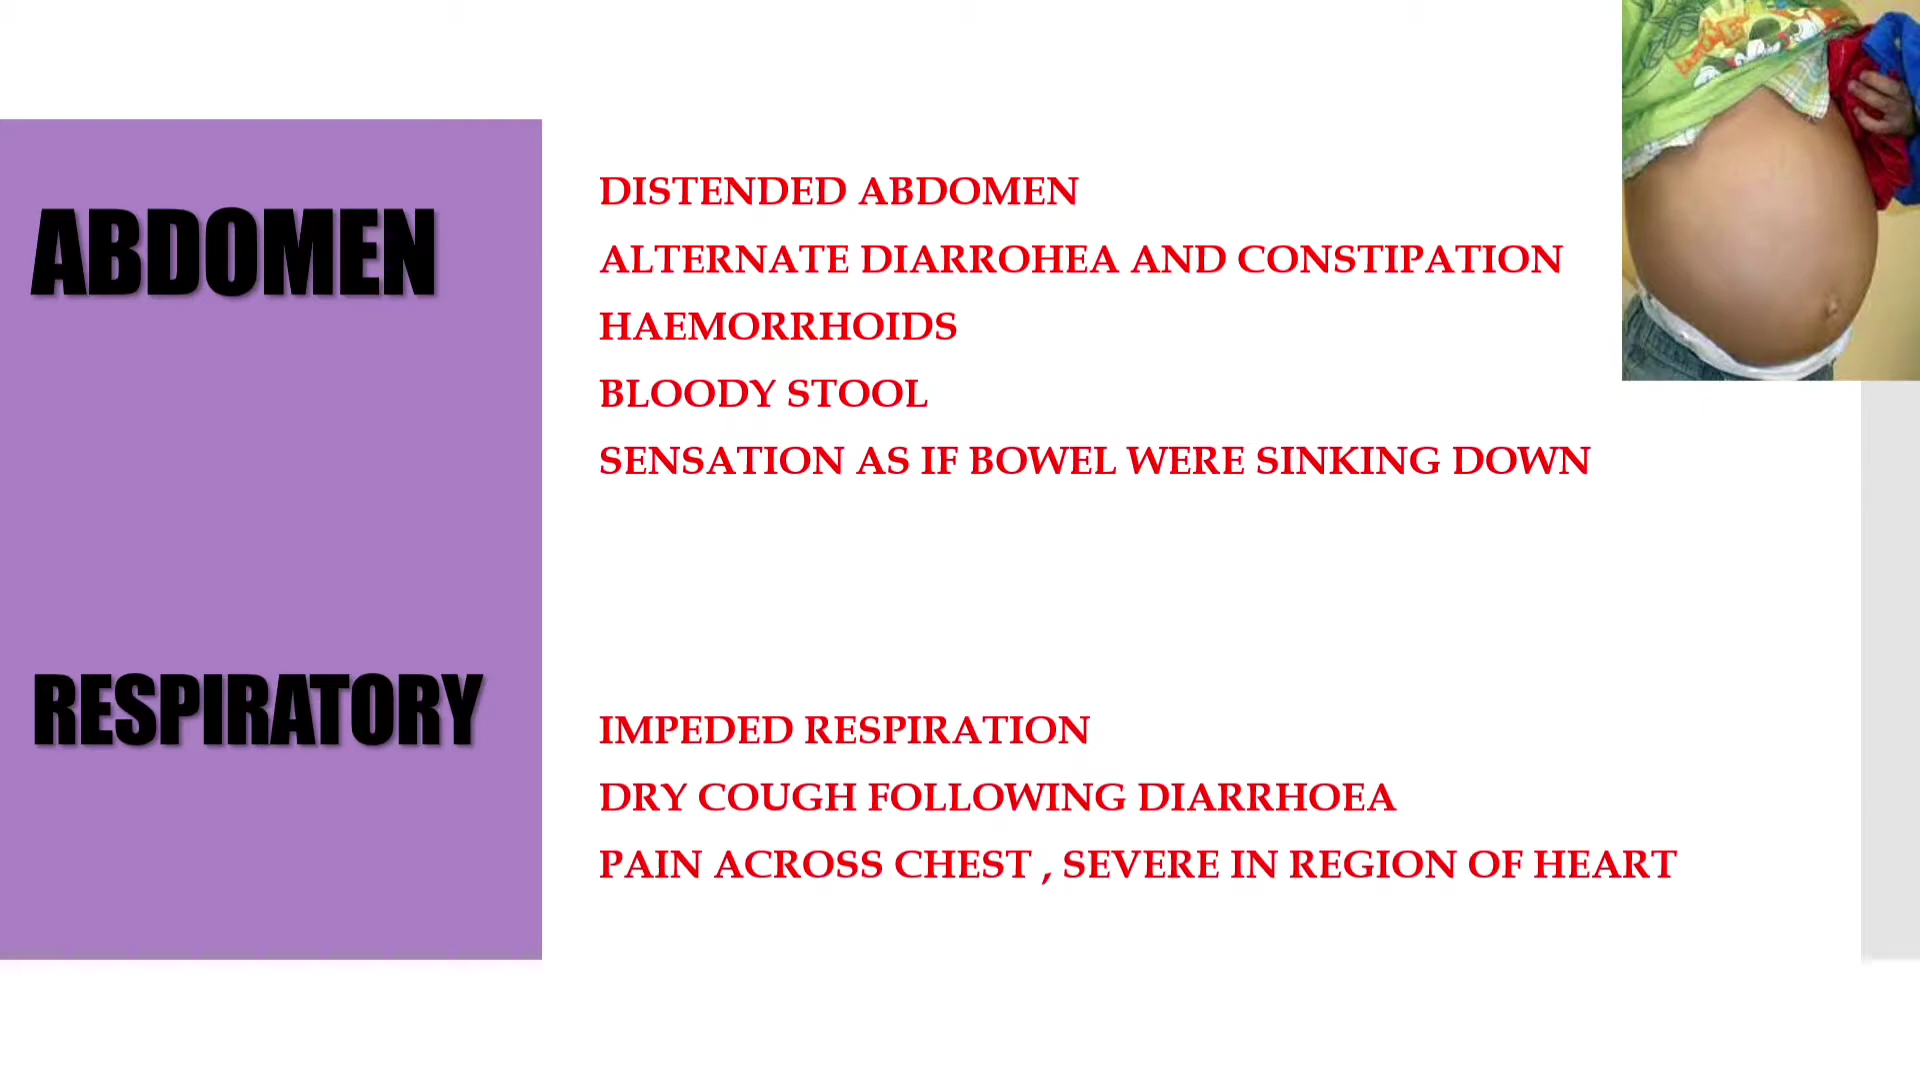 ABDOMEN
DISTENDED ABDOMEN
ALTERNATE DIARROHEA AND CONSTIPATION
HAEMORRHOIDS
BLOODY STOOL
SENSATION AS IF BOWEL WERE SINKING DOWN
RESPIRATORY
IMPEDED RESPIRATION
DRY COUGH FOLLOWING DIARRHOEA
PAIN ACROSS CHEST , SEVERE IN REGION OF HEART